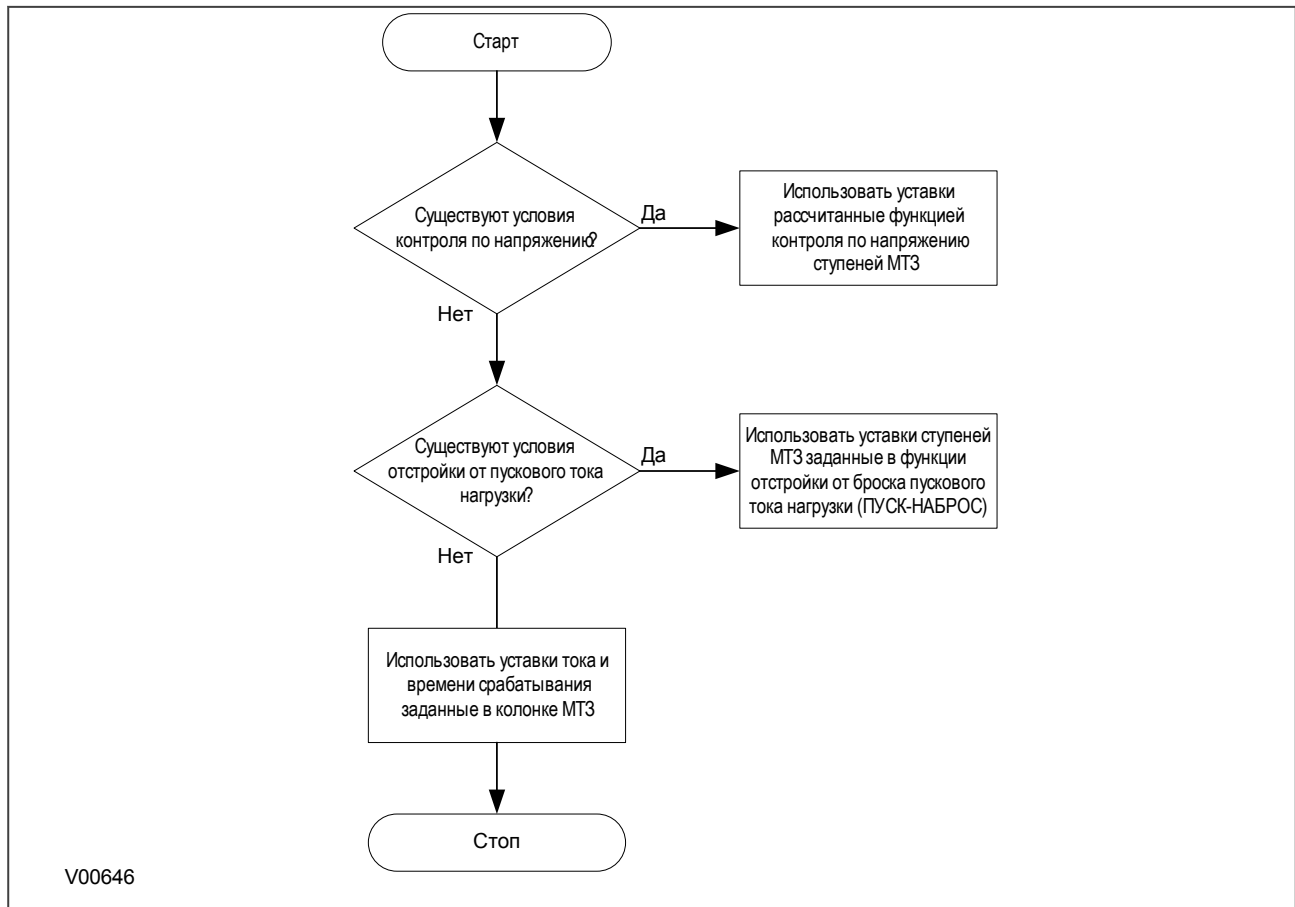 Старт
Существуют условия
контроля по напряжению?
Да
Использовать уставки
рассчитанные функцией
контроля по напряжению
ступеней МТЗ
Нет
Существуют условия
отстройки от пускового тока
нагрузки?
Да
Использовать уставки ступеней
МТЗ заданные в функции
отстройки от броска пускового
тока нагрузки (ПУСК-НАБРОС)
Нет
Использовать уставки тока и
времени срабатывания
заданные в колонке МТЗ
Стоп
V00646